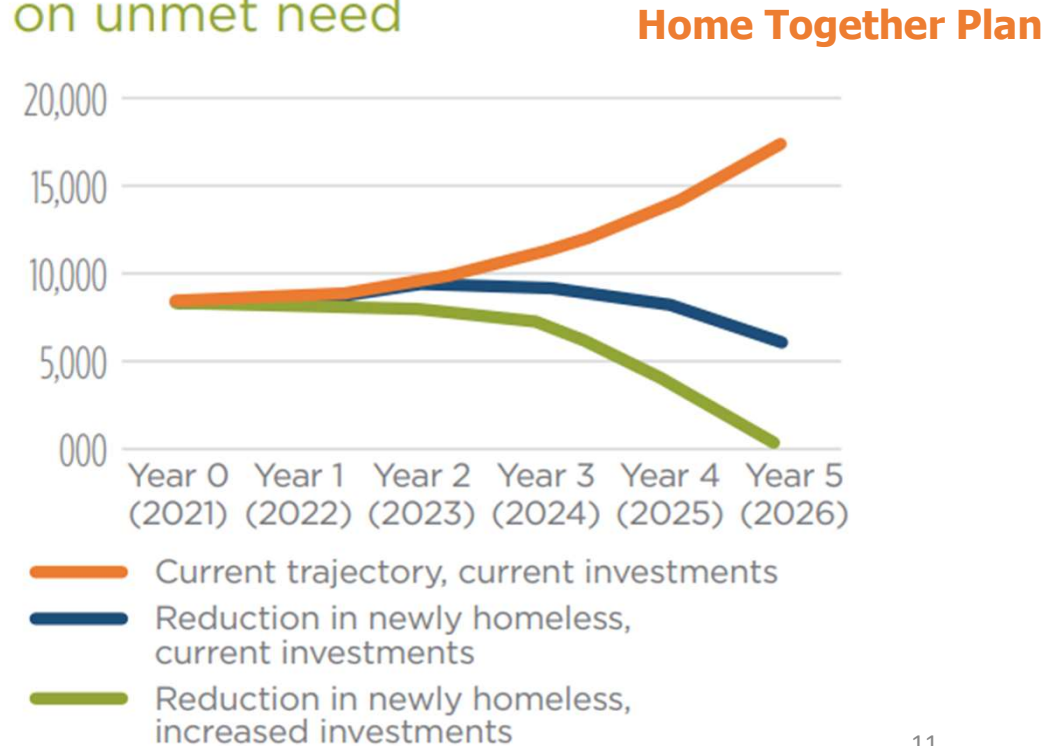 on unmet need
Home Together Plan
20,000
15,000
10,000
5,000
000
Year 0 Year 1 Year 2 Year 3 Year 4 Year 5
(2021) (2022) (2023) (2024) (2025) (2026)
Current trajectory, current investments
Reduction in newly homeless,
current investments
Reduction in newly homeless,
increased investments
11